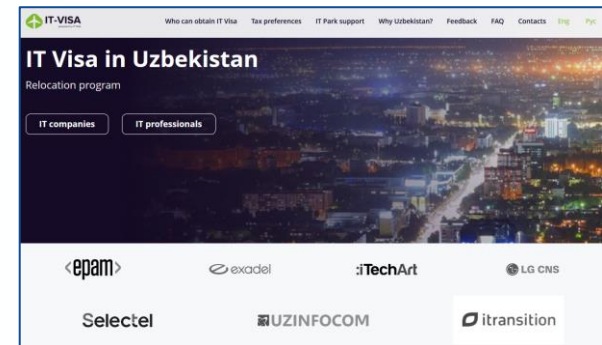 IT-VISA
Who can obtain IT Visa Tax preferences IT Park support Why Uzbekistan? Feedback FAQ Contacts Eng Рус
IT Visa in Uzbekistan
Relocation program
IT companies IT professionals
<epam> exadel :iTechArt LG CNS
Selectel UZINFOCOM itransition